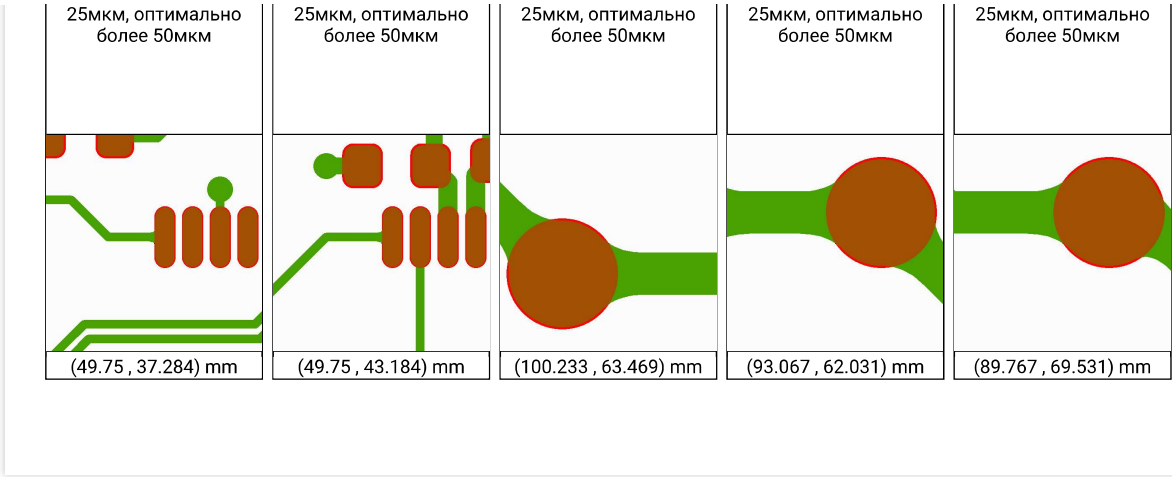 25мкм, оптимально
более 50мкм
25мкм, оптимально
более 50мкм
25мкм, оптимально
более 50мкм
25мкм, оптимально
более 50мкм
25мкм, оптимально
более 50мкм
(49.75 , 37.284) mm
(49.75 , 43.184) mm
(100.233 , 63.469) mm
(93.067 , 62.031) mm
(89.767 , 69.531) mm